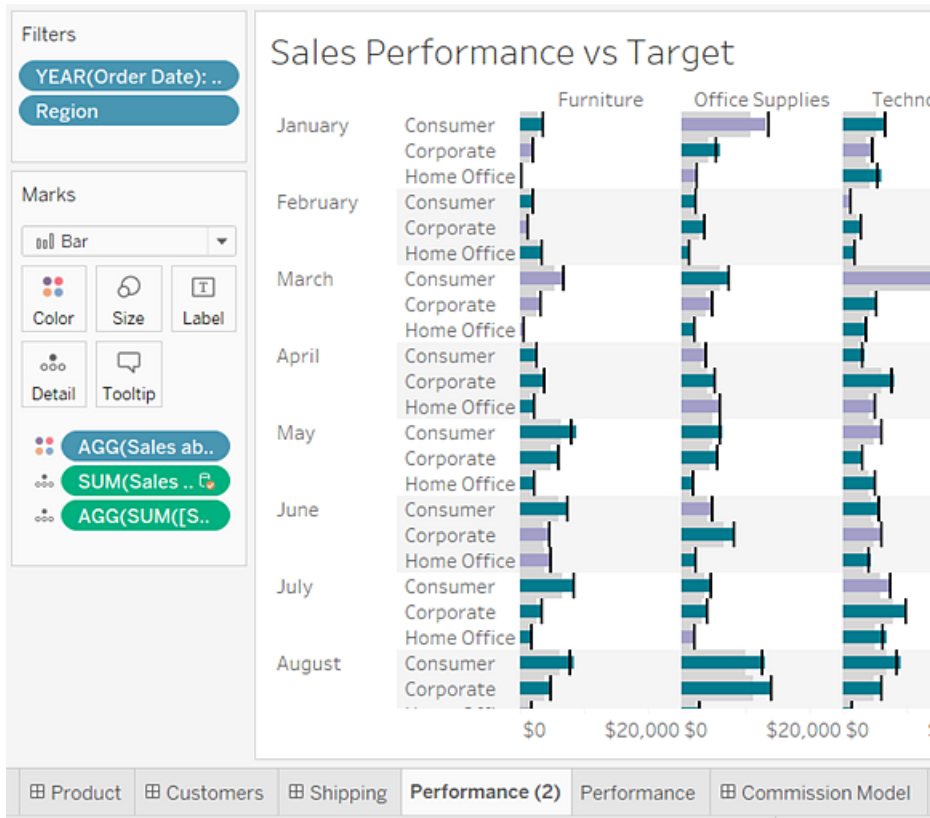 Filters
YEAR(Order Date): ..
Region
Marks
Bar
Color Size Label
Detail Tooltip
AGG(Sales ab..
SUM(Sales ..
AGG(SUM([S..
Sales Performance vs Target
Furniture Office Supplies Techno
January Consumer
Corporate
Home Office
February Consumer
Corporate
Home Office
March Consumer
Corporate
Home Office
April Consumer
Corporate
Home Office
May Consumer
Corporate
Home Office
June Consumer
Corporate
Home Office
July Consumer
Corporate
Home Office
August Consumer
Corporate
$0 $20,000 $0 $20,000 $0
Product Customers Shipping Performance (2) Performance Commission Model